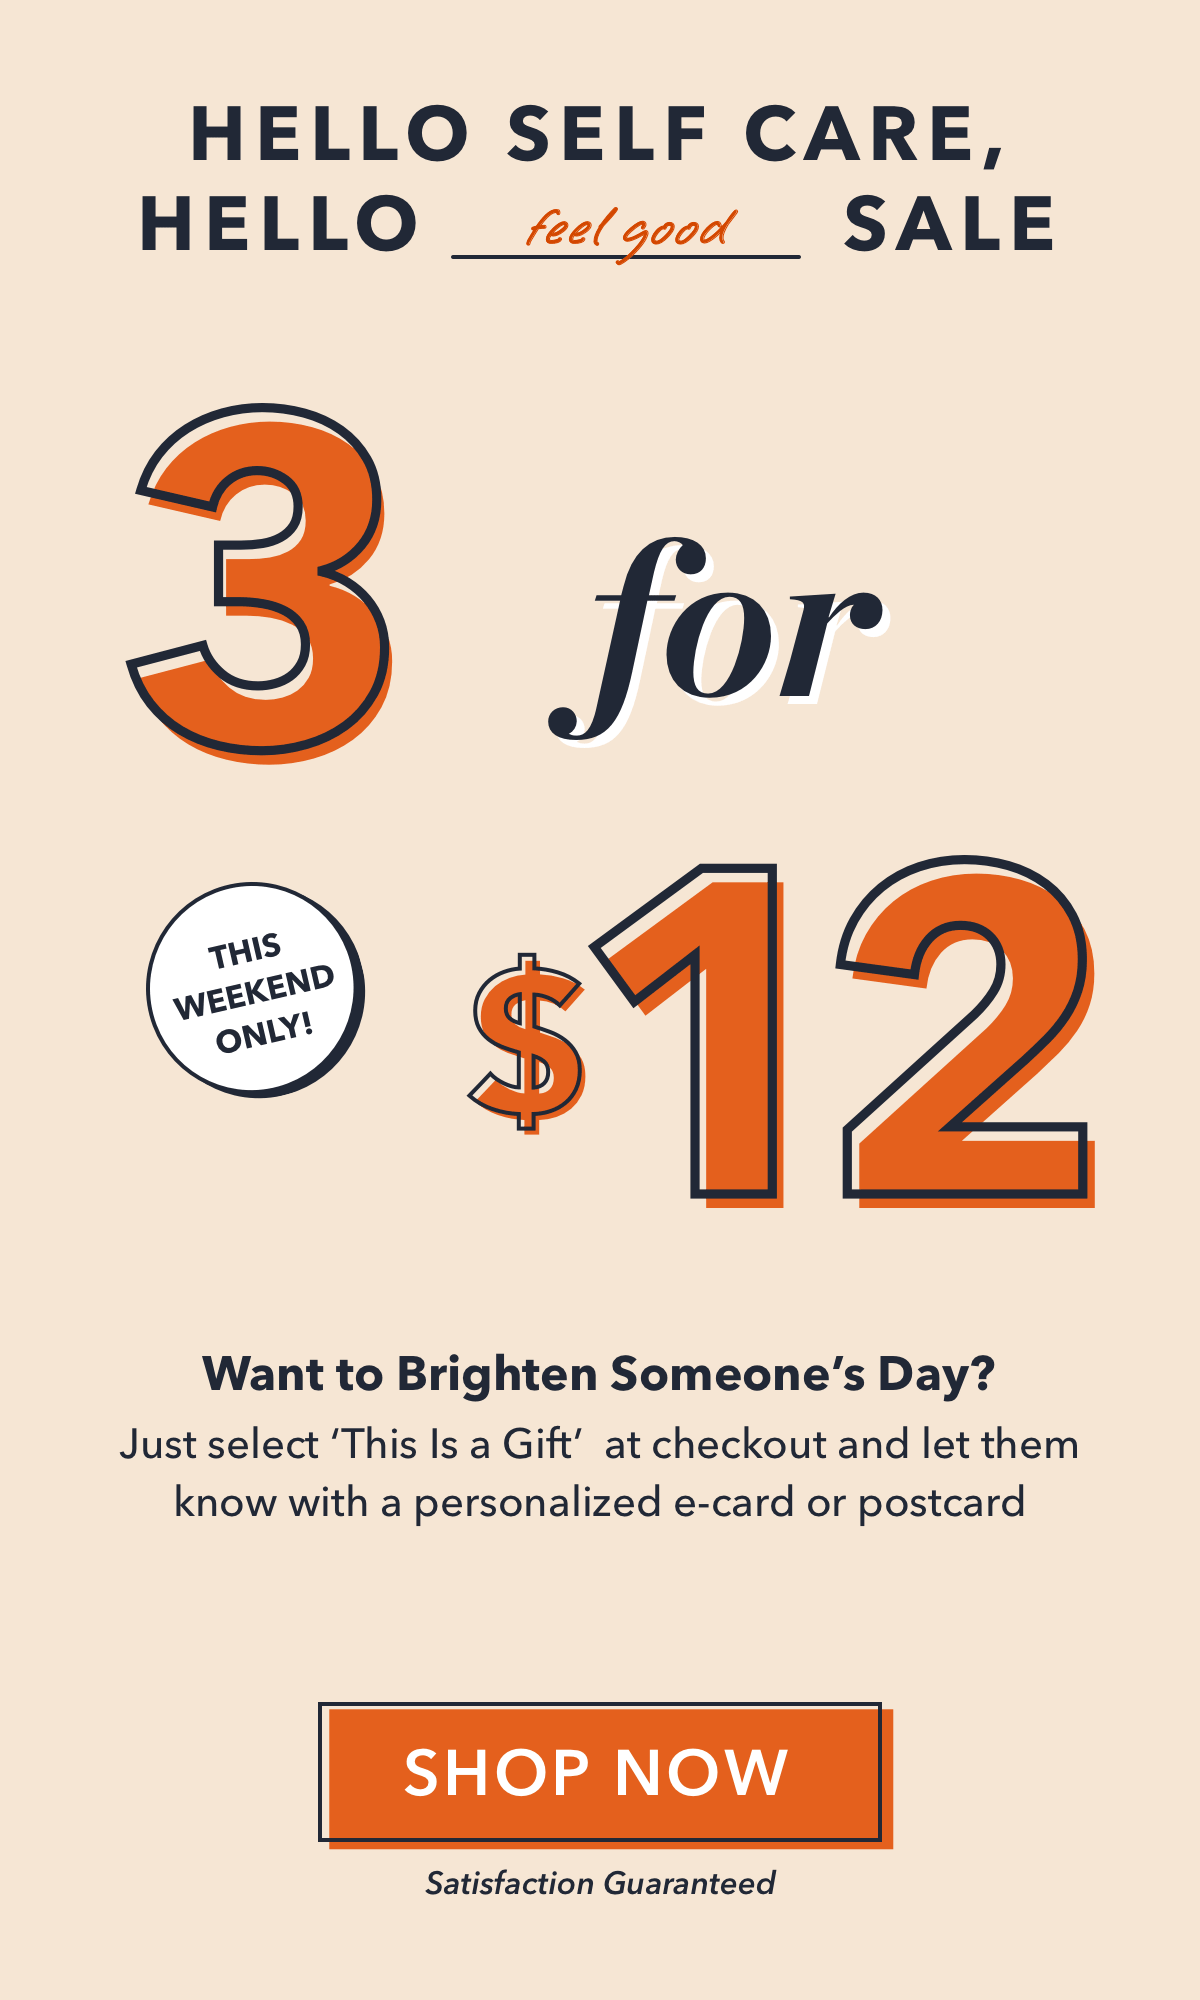 HELLO SELF CARE,
HELLO feel good SALE
3 for
THIS
WEEKEND
ONLY!
$12
Want to Brighten Someone’s Day?
Just select ‘This Is a Gift’  at checkout and let them
know with a personalized e-card or postcard
SHOP NOW
Satisfaction Guaranteed